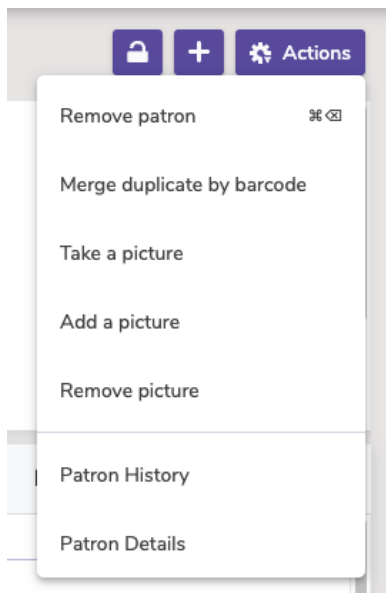 Actions
Remove patron ⌘⌫
Merge duplicate by barcode
Take a picture
Add a picture
Remove picture
Patron History
Patron Details